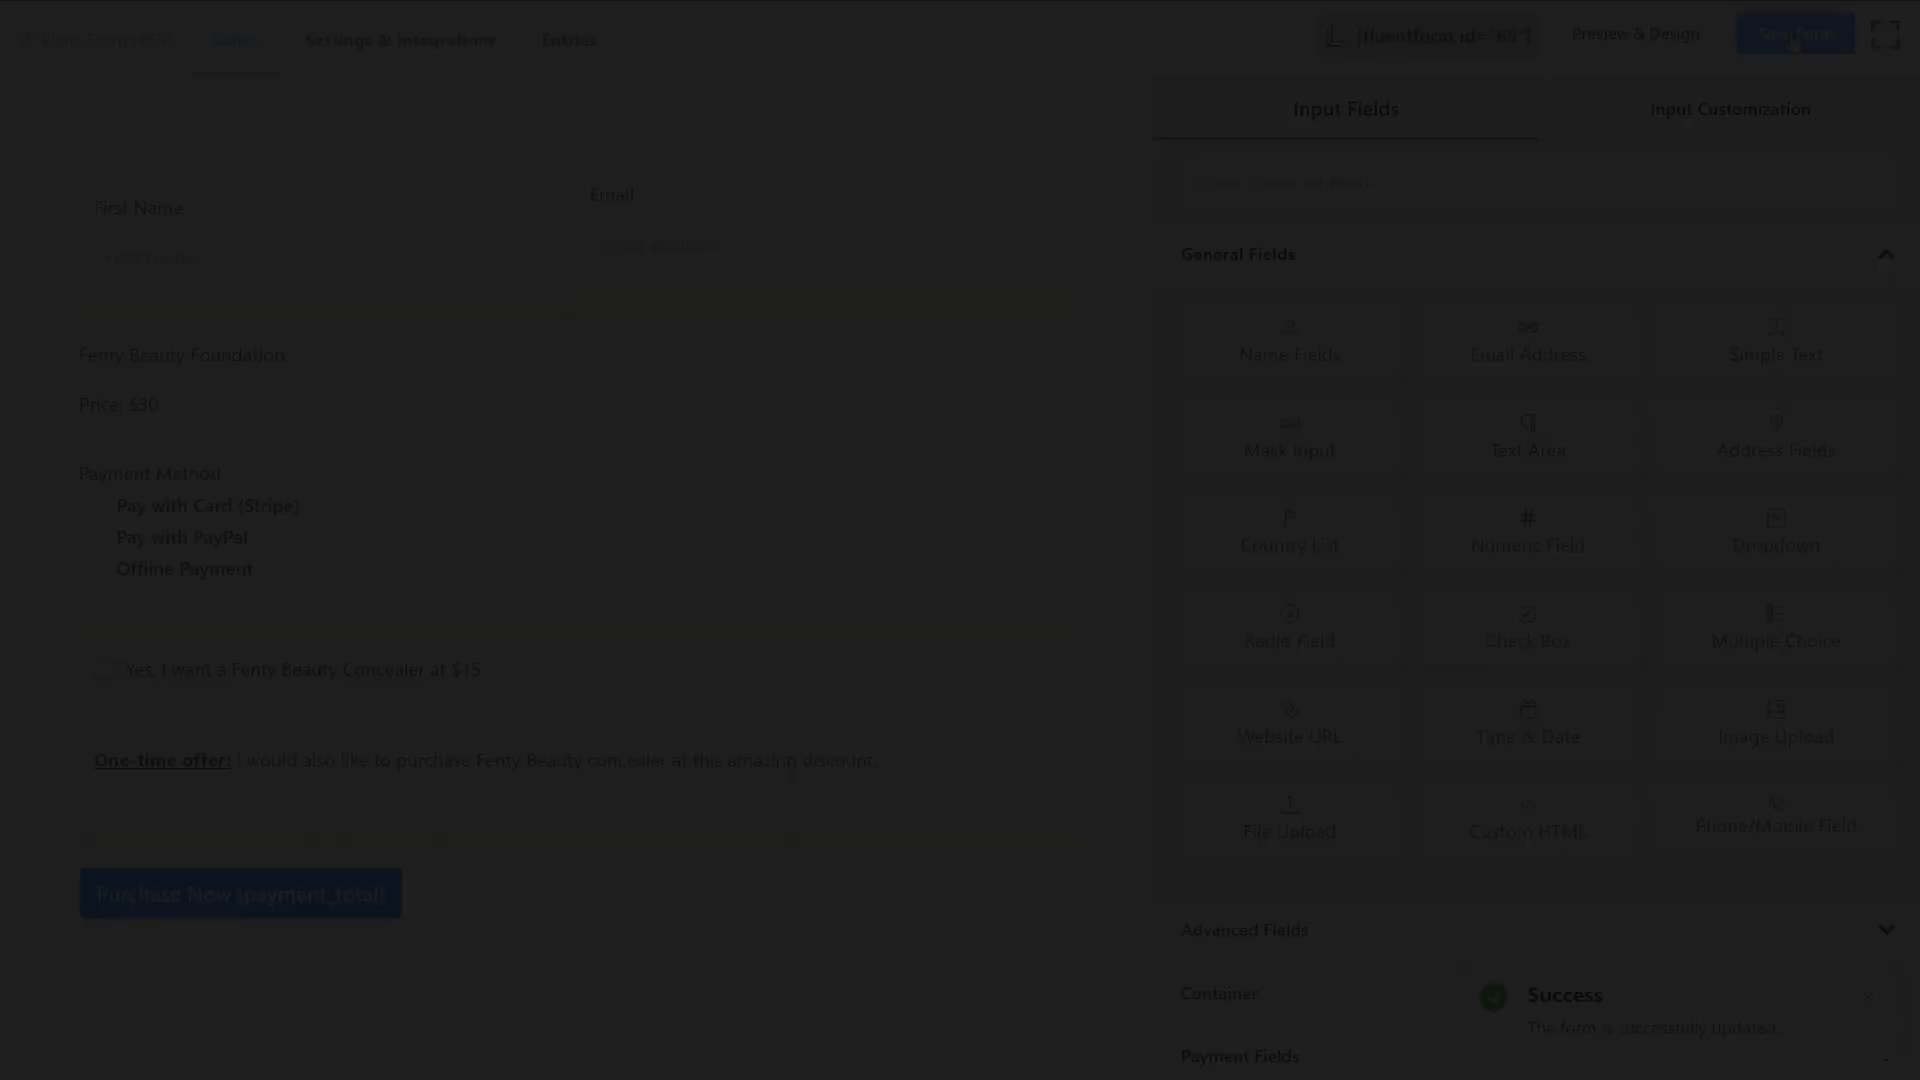 Settings & Integrations
Entries
Preview & Design
Save Form
Input Fields
Input Customization
First Name
Email
General Fields
Name Fields
Email Address
Simple Text
Fenty Beauty Foundation
Price: $30
Mask Input
Text Area
Address Fields
Payment Method
Pay with Card (Stripe)
Pay with PayPal
Offline Payment
Country List
Numeric Field
Dropdown
Radio Field
Check Box
Multiple Choice
Yes, I want a Fenty Beauty Concealer at $15
Website URL
Time & Date
Image Upload
One-time offer! I would also like to purchase Fenty Beauty concealer at this amazing discount.
File Upload
Custom HTML
Phone/Mobile Field
Purchase New {payment_total}
Advanced Fields
Container
Success
The form is successfully updated.
Payment Fields